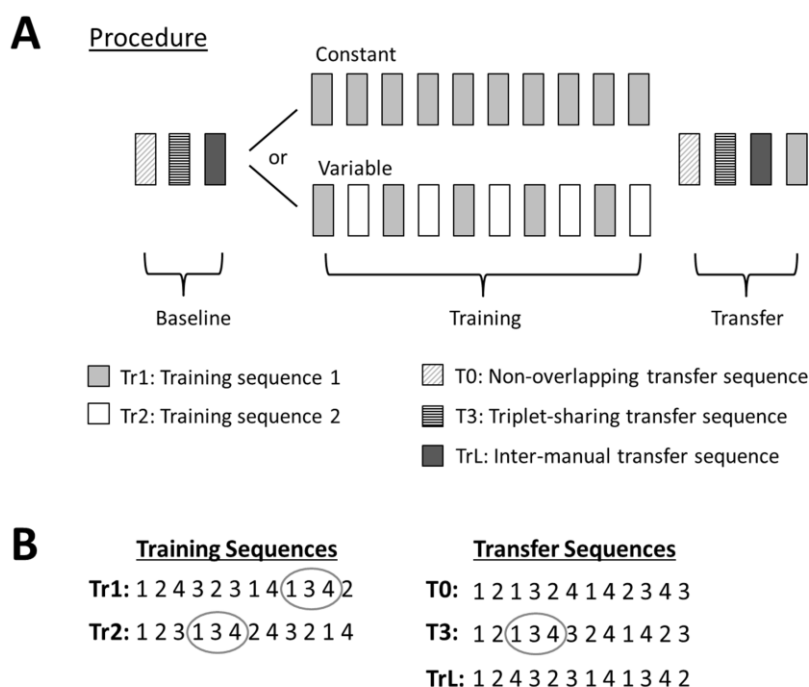 A
Procedure
Constant
or
Variable
Baseline
Training
Transfer
Tr1: Training sequence 1
Tr2: Training sequence 2
T0: Non-overlapping transfer sequence
T3: Triplet-sharing transfer sequence
TrL: Inter-manual transfer sequence
B
Training Sequences
Tr1: 1 2 4 3 2 3 1 4 1 3 4 2
Tr2: 1 2 3 1 3 4 2 4 3 2 1 4
Transfer Sequences
T0: 1 2 1 3 2 4 1 4 2 3 4 3
T3: 1 2 1 3 4 3 2 4 1 4 2 3
TrL: 1 2 4 3 2 3 1 4 1 3 4 2